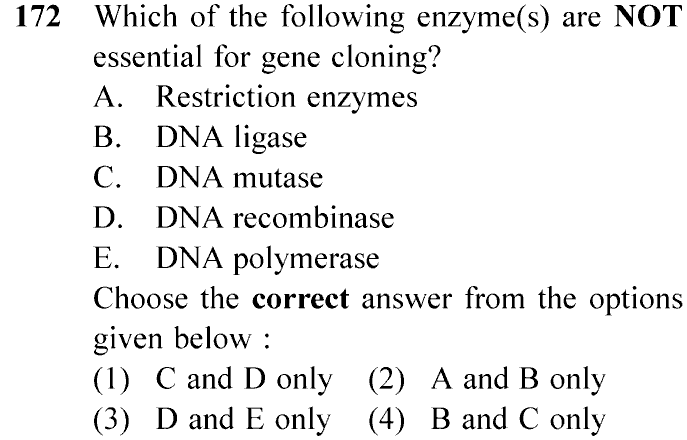 172 Which of the following enzyme(s) are NOT
essential for gene cloning?
A. Restriction enzymes
B. DNA ligase
C. DNA mutase
D. DNA recombinase
E. DNA polymerase
Choose the correct answer from the options
given below :
(1) C and D only (2) A and B only
(3) D and E only (4) B and C only